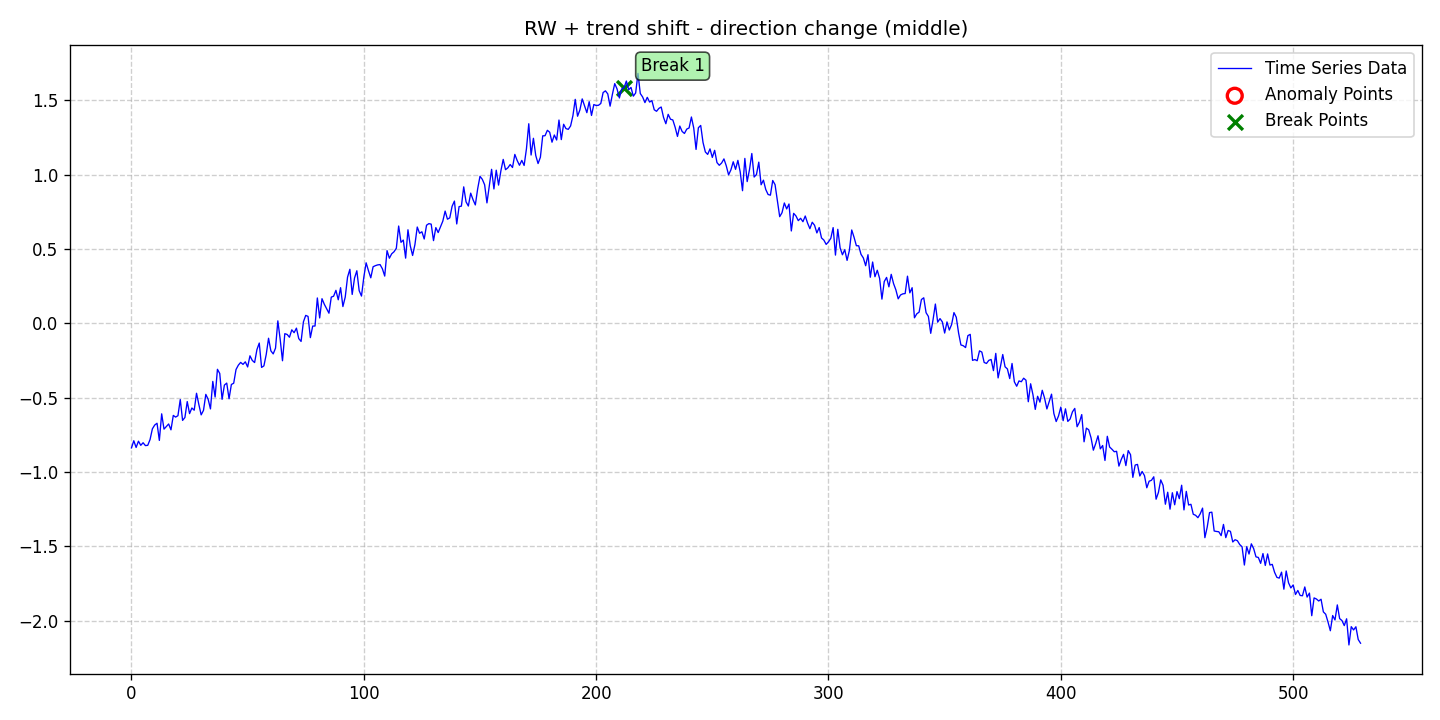 RW + trend shift - direction change (middle)
Break 1
Time Series Data
Anomaly Points
Break Points
1.5
1.0
0.5
0.0
−0.5
−1.0
−1.5
−2.0
0 100 200 300 400 500